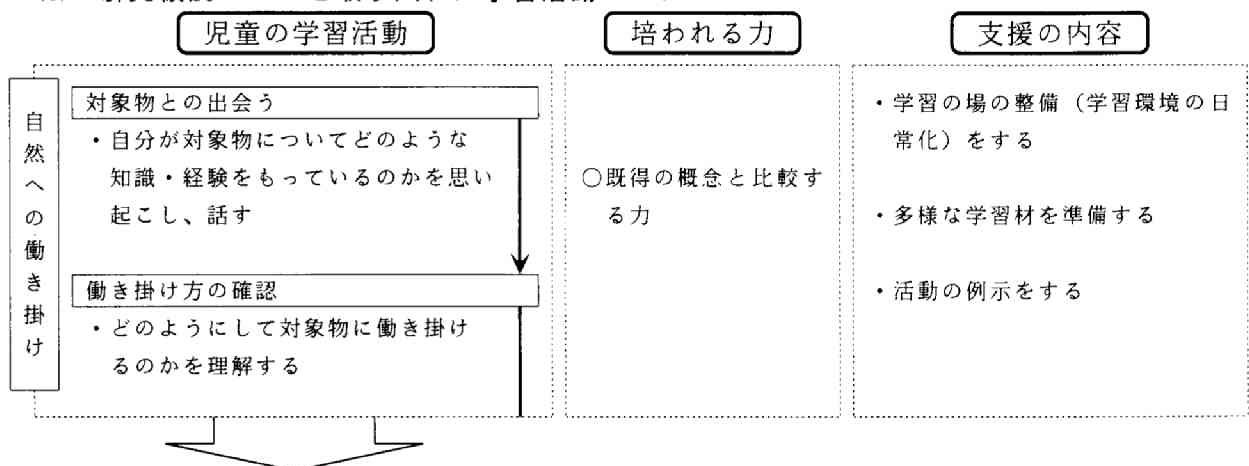 児童の学習活動
培われる力
支援の内容
自然への働き掛け
対象物との出会う
・自分が対象物についてどのような
知識・経験をもっているのかを思い
起こし、話す
働き掛け方の確認
・どのようにして対象物に働き掛け
るのかを理解する
○既得の概念と比較す
る力
・学習の場の整備（学習環境の日
常化）をする
・多様な学習材を準備する
・活動の例示をする